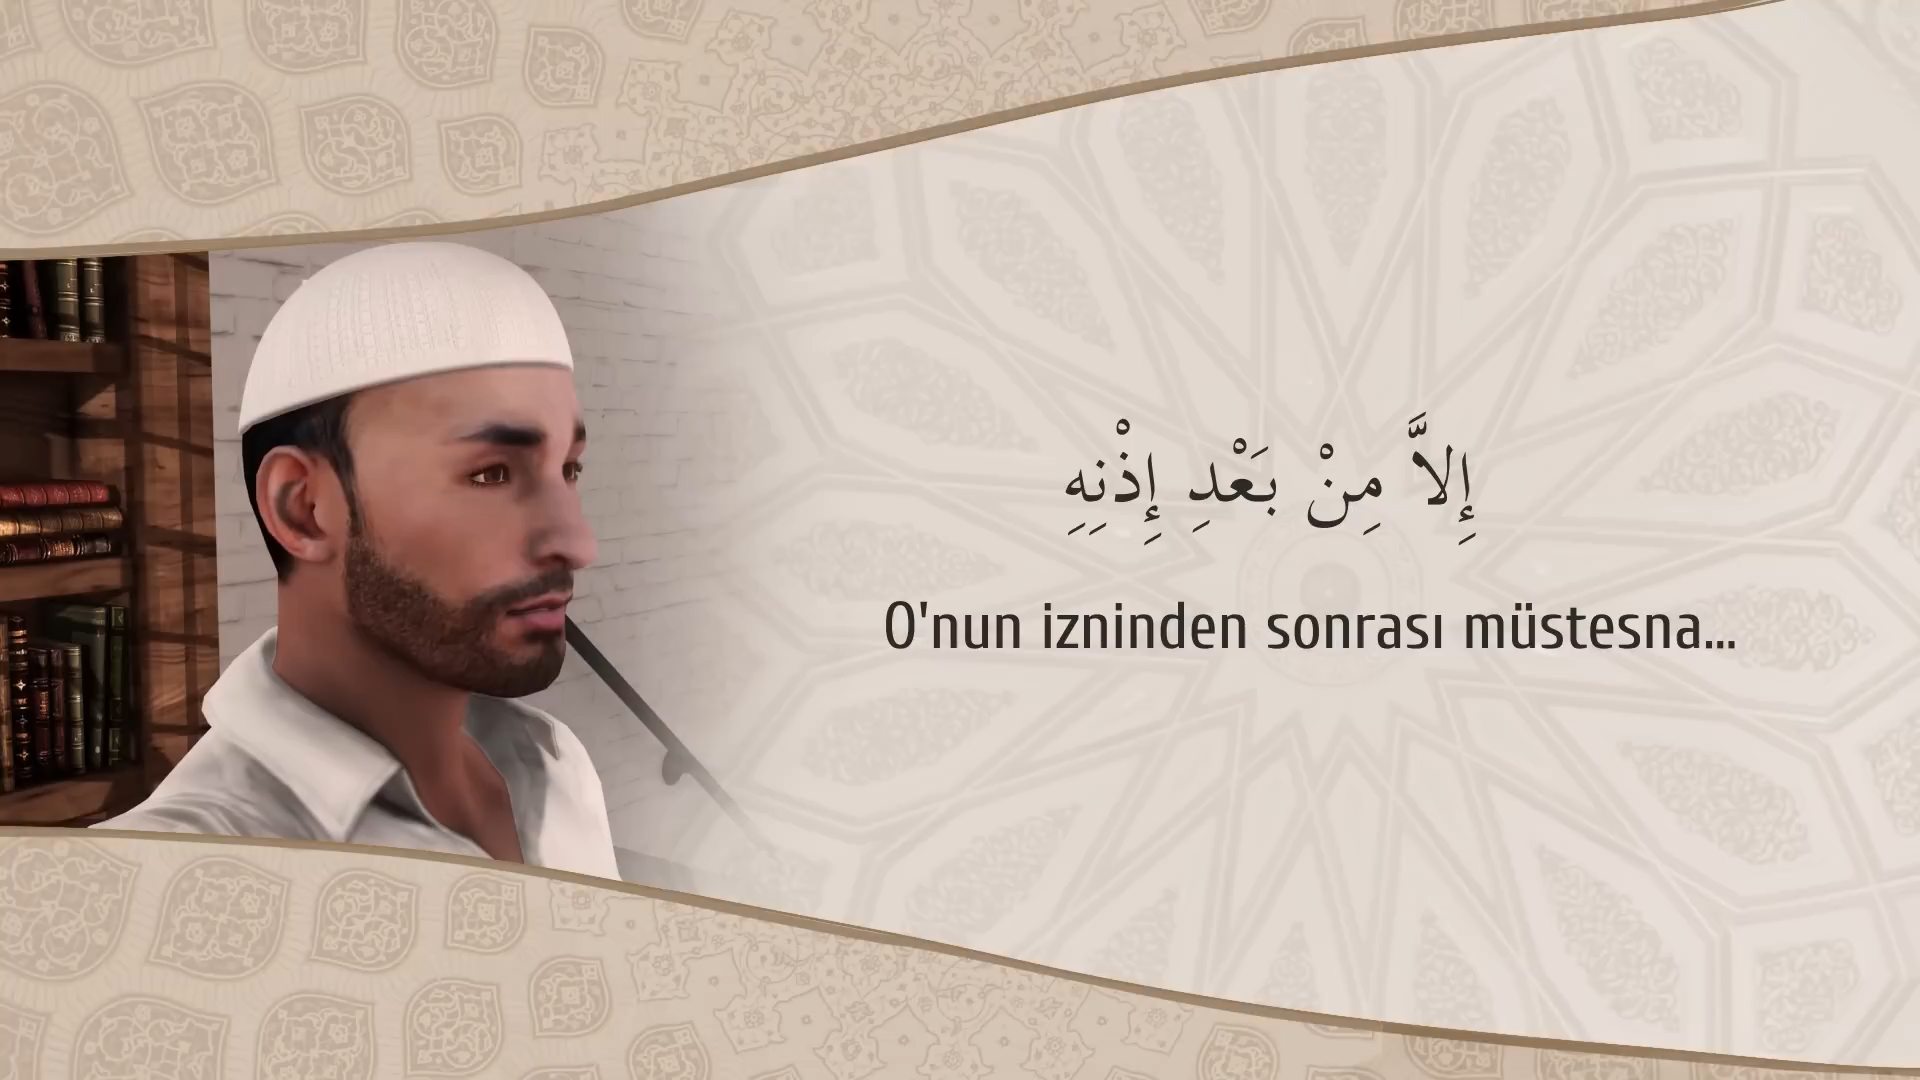 إِلاَّ مِنْ بَعْدِ إِذْنِهِ
O'nun izninden sonrası müstesna...